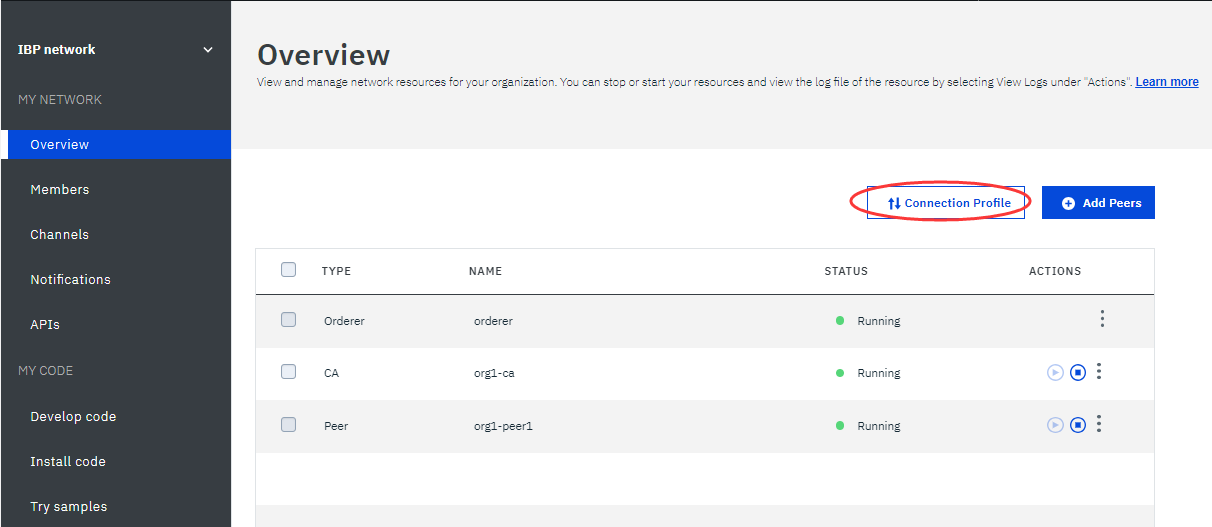 IBP network
MY NETWORK
Overview
Members
Channels
Notifications
APIs
MY CODE
Develop code
Install code
Try samples
Overview
View and manage network resources for your organization. You can stop or start your resources and view the log file of the resource by selecting View Logs under "Actions". Learn more
Connection Profile
Add Peers
TYPE NAME STATUS ACTIONS
Orderer orderer Running
CA org1-ca Running
Peer org1-peer1 Running